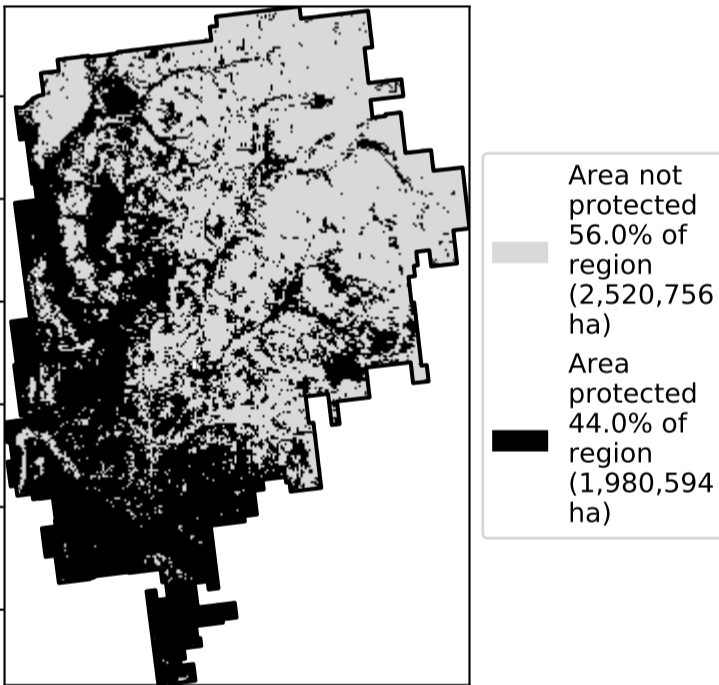 Area not
protected
56.0% of
region
(2,520,756
ha)
Area
protected
44.0% of
region
(1,980,594
ha)